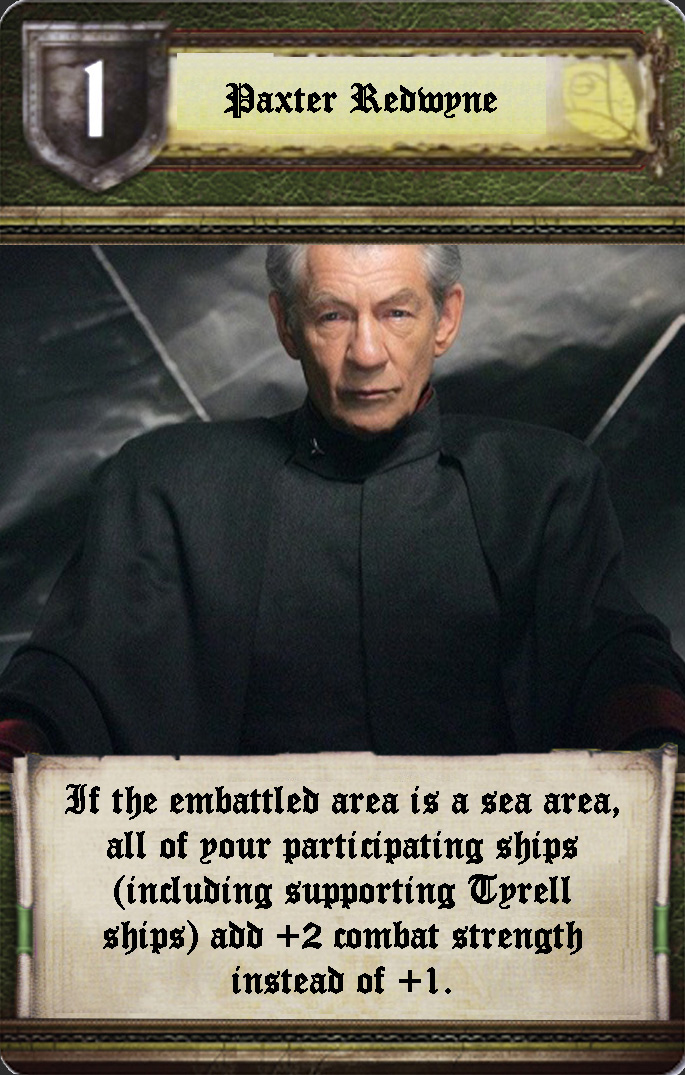 1
Paxter Redwyne
If the embattled area is a sea area,
all of your participating ships
(including supporting Tyrell
ships) add +2 combat strength
instead of +1.